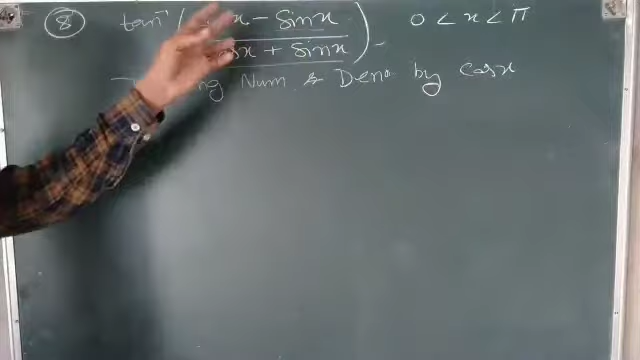 8 tan⁻¹ ( x − sinx / x + sinx ) 0 < x < π
Num & Deno by cosx